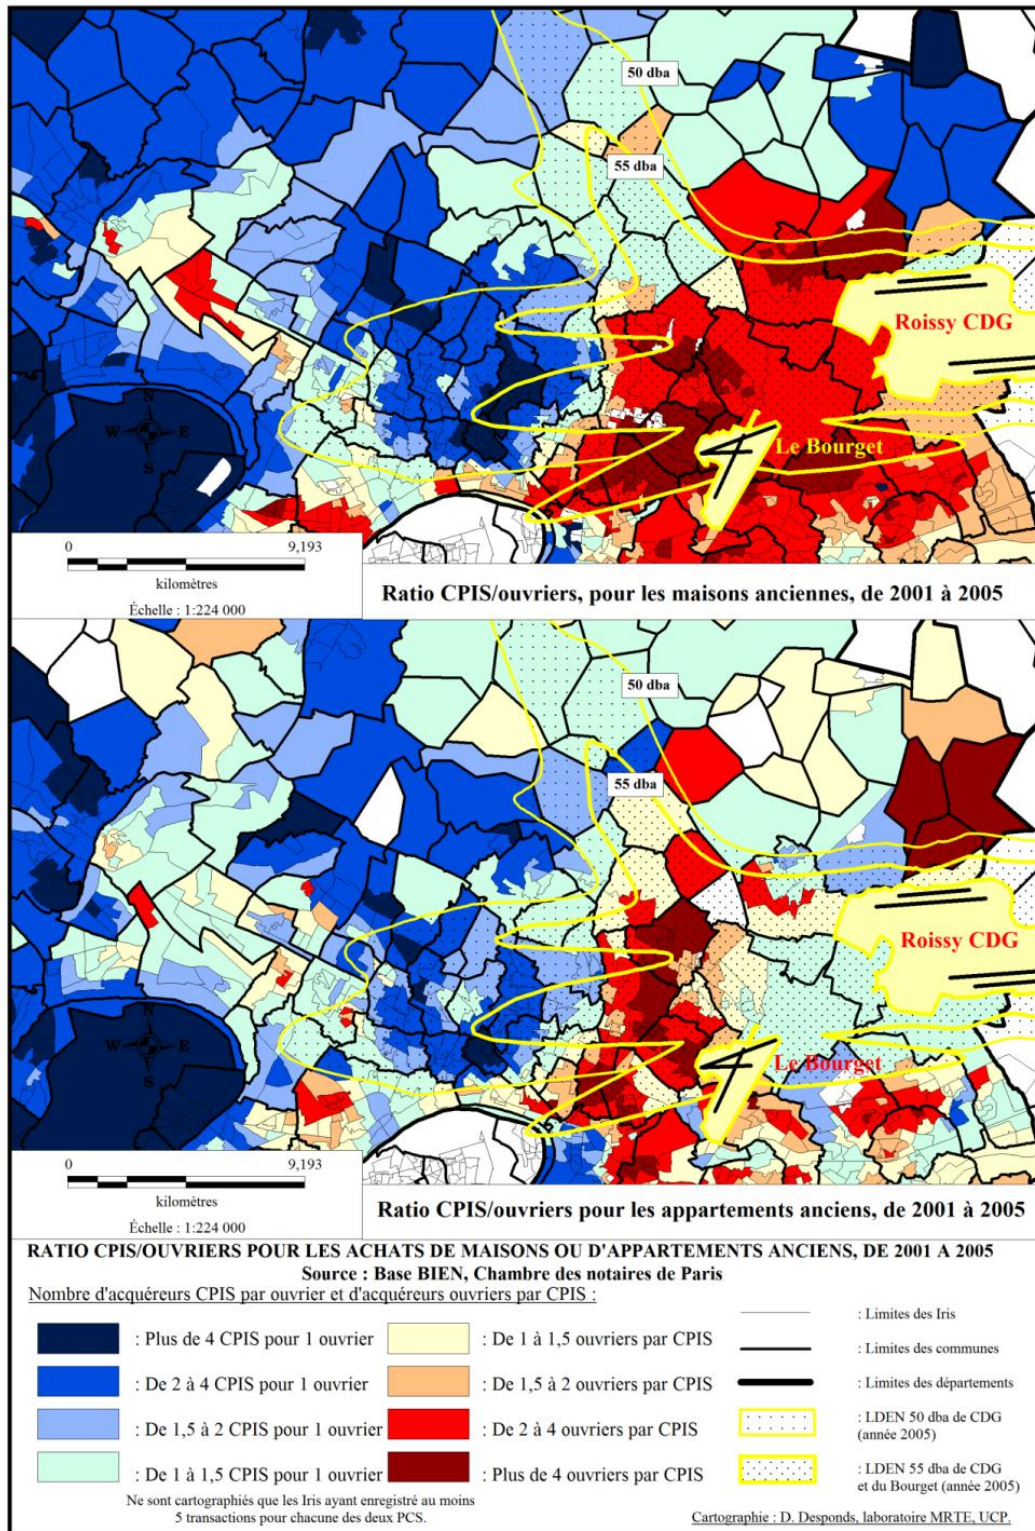 50 dba
55 dba
Roissy CDG
Le Bourget
N
W E
S
0 9,193
kilomètres
Échelle : 1:224 000
Ratio CPIS/ouvriers, pour les maisons anciennes, de 2001 à 2005
50 dba
55 dba
Roissy CDG
Le Bourget
N
W E
S
0 9,193
kilomètres
Échelle : 1:224 000
Ratio CPIS/ouvriers pour les appartements anciens, de 2001 à 2005
RATIO CPIS/OUVRIERS POUR LES ACHATS DE MAISONS OU D'APPARTEMENTS ANCIENS, DE 2001 A 2005
Source : Base BIEN, Chambre des notaires de Paris
Nombre d'acquéreurs CPIS par ouvrier et d'acquéreurs ouvriers par CPIS :
: Plus de 4 CPIS pour 1 ouvrier
: De 2 à 4 CPIS pour 1 ouvrier
: De 1,5 à 2 CPIS pour 1 ouvrier
: De 1 à 1,5 CPIS pour 1 ouvrier
: De 1 à 1,5 ouvriers par CPIS
: De 1,5 à 2 ouvriers par CPIS
: De 2 à 4 ouvriers par CPIS
: Plus de 4 ouvriers par CPIS
: Limites des Iris
: Limites des communes
: Limites des départements
: LDEN 50 dba de CDG
(année 2005)
: LDEN 55 dba de CDG
et du Bourget (année 2005)
Ne sont cartographiés que les Iris ayant enregistré au moins
5 transactions pour chacune des deux PCS.
Cartographie : D. Desponds, laboratoire MRTE, UCP.